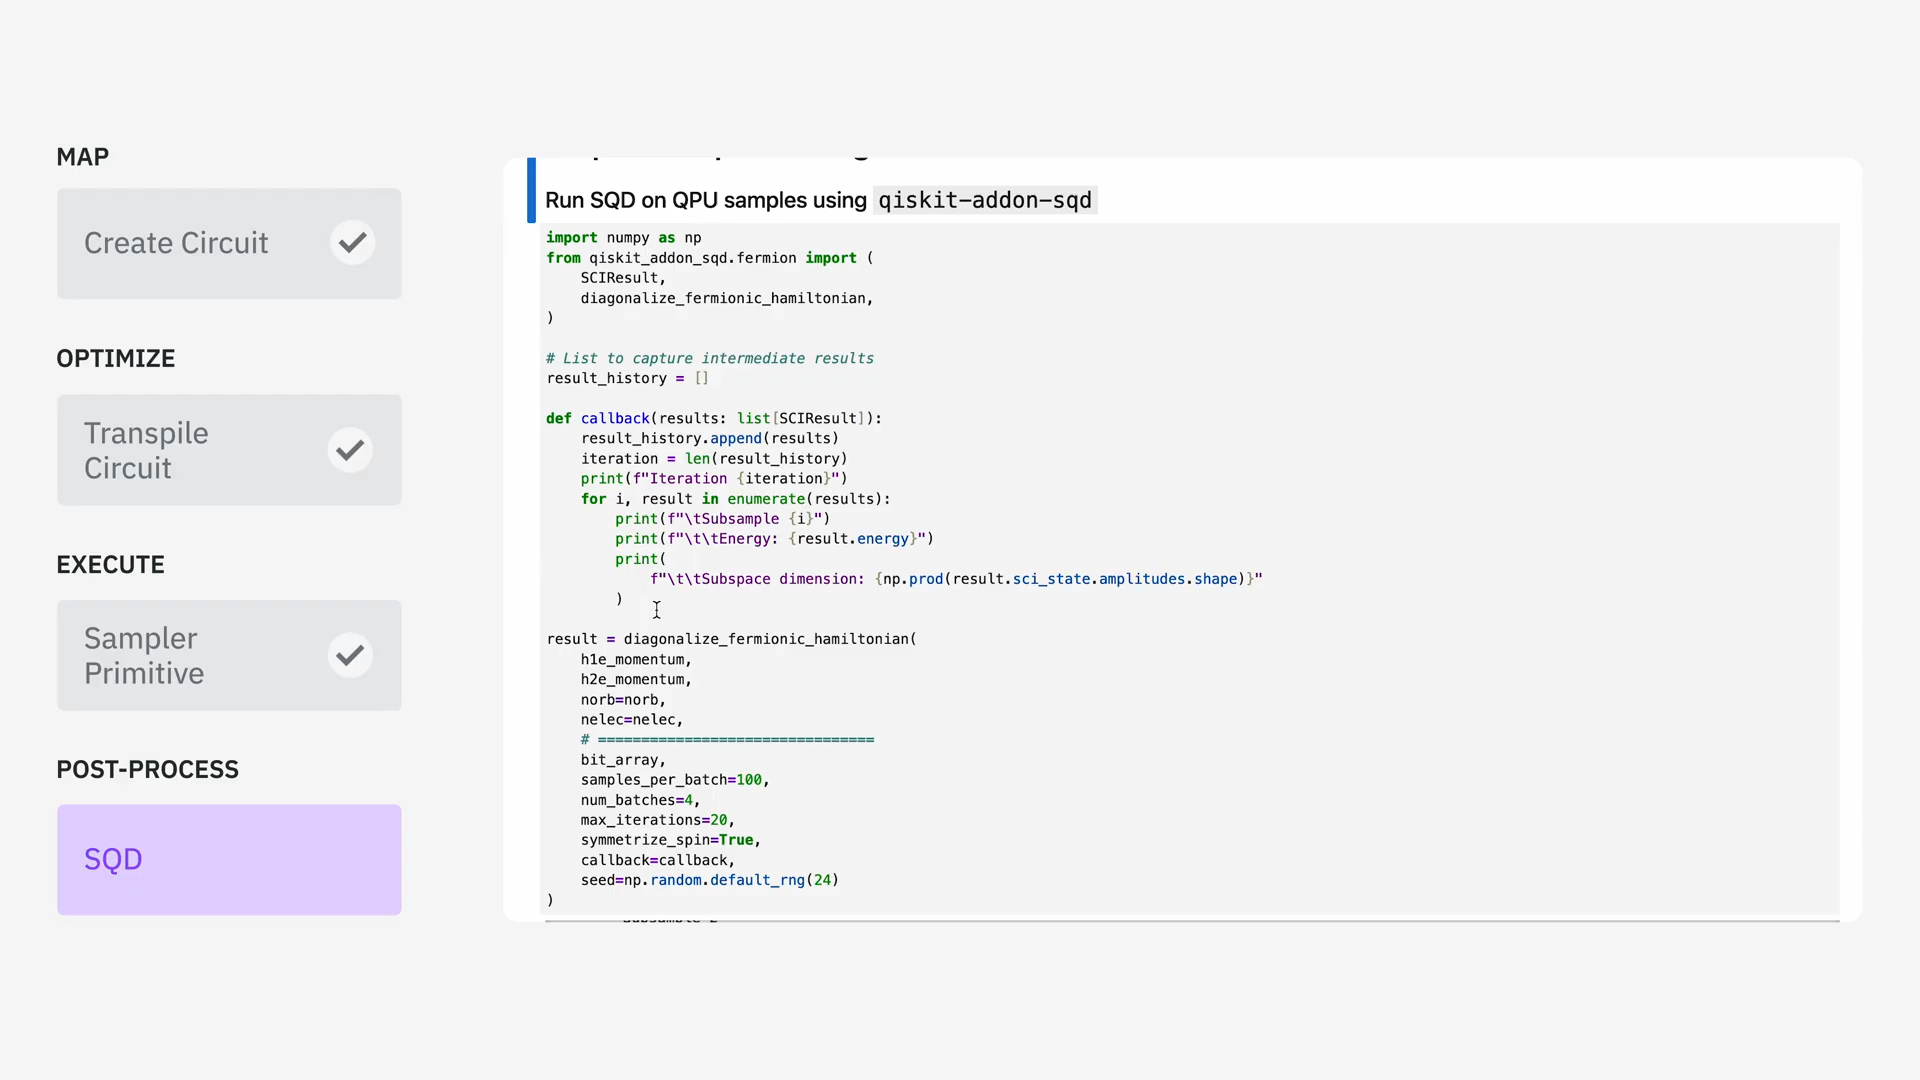 MAP
Create Circuit
OPTIMIZE
Transpile
Circuit
EXECUTE
Sampler
Primitive
POST-PROCESS
SQD
Run SQD on QPU samples using qiskit-addon-sqd
import numpy as np
from qiskit_addon_sqd.fermion import (
    SCIResult,
    diagonalize_fermionic_hamiltonian,
)
# List to capture intermediate results
result_history = []
def callback(results: list[SCIResult]):
    result_history.append(results)
    iteration = len(result_history)
    print(f"Iteration {iteration}")
    for i, result in enumerate(results):
        print(f"\tSubsample {i}")
        print(f"\t\tEnergy: {result.energy}")
        print(
            f"\t\tSubspace dimension: {np.prod(result.sci_state.amplitudes.shape)}"
        )
result = diagonalize_fermionic_hamiltonian(
    h1e_momentum,
    h2e_momentum,
    norb=norb,
    nelec=nelec,
    # ================================
    bit_array,
    samples_per_batch=100,
    num_batches=4,
    max_iterations=20,
    symmetrize_spin=True,
    callback=callback,
    seed=np.random.default_rng(24)
)